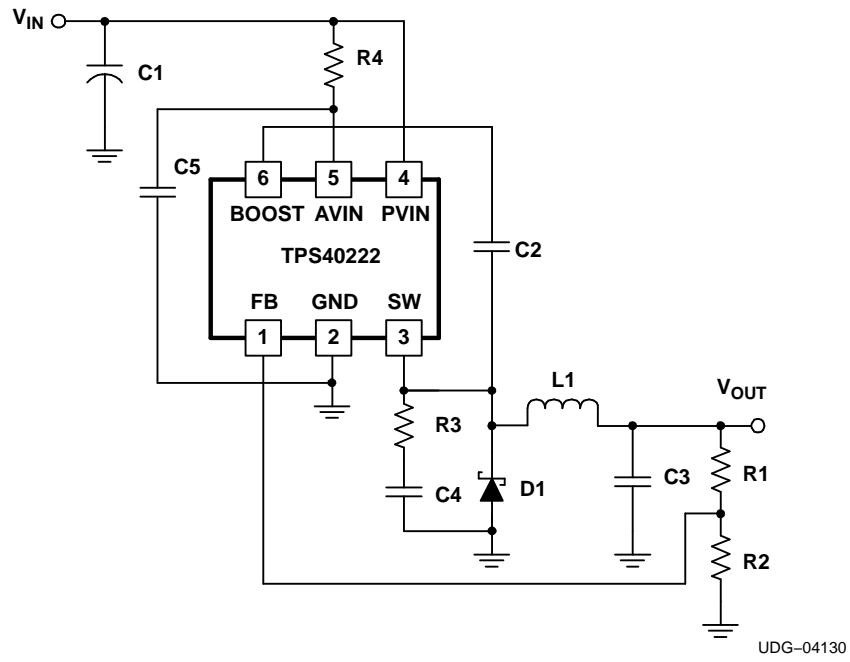 VIN
C1
R4
C5
6
5
4
BOOST AVIN PVIN
C2
TPS40222
FB GND SW
1
2
3
L1
VOUT
R3
C4
D1
C3
R1
R2
UDG–04130